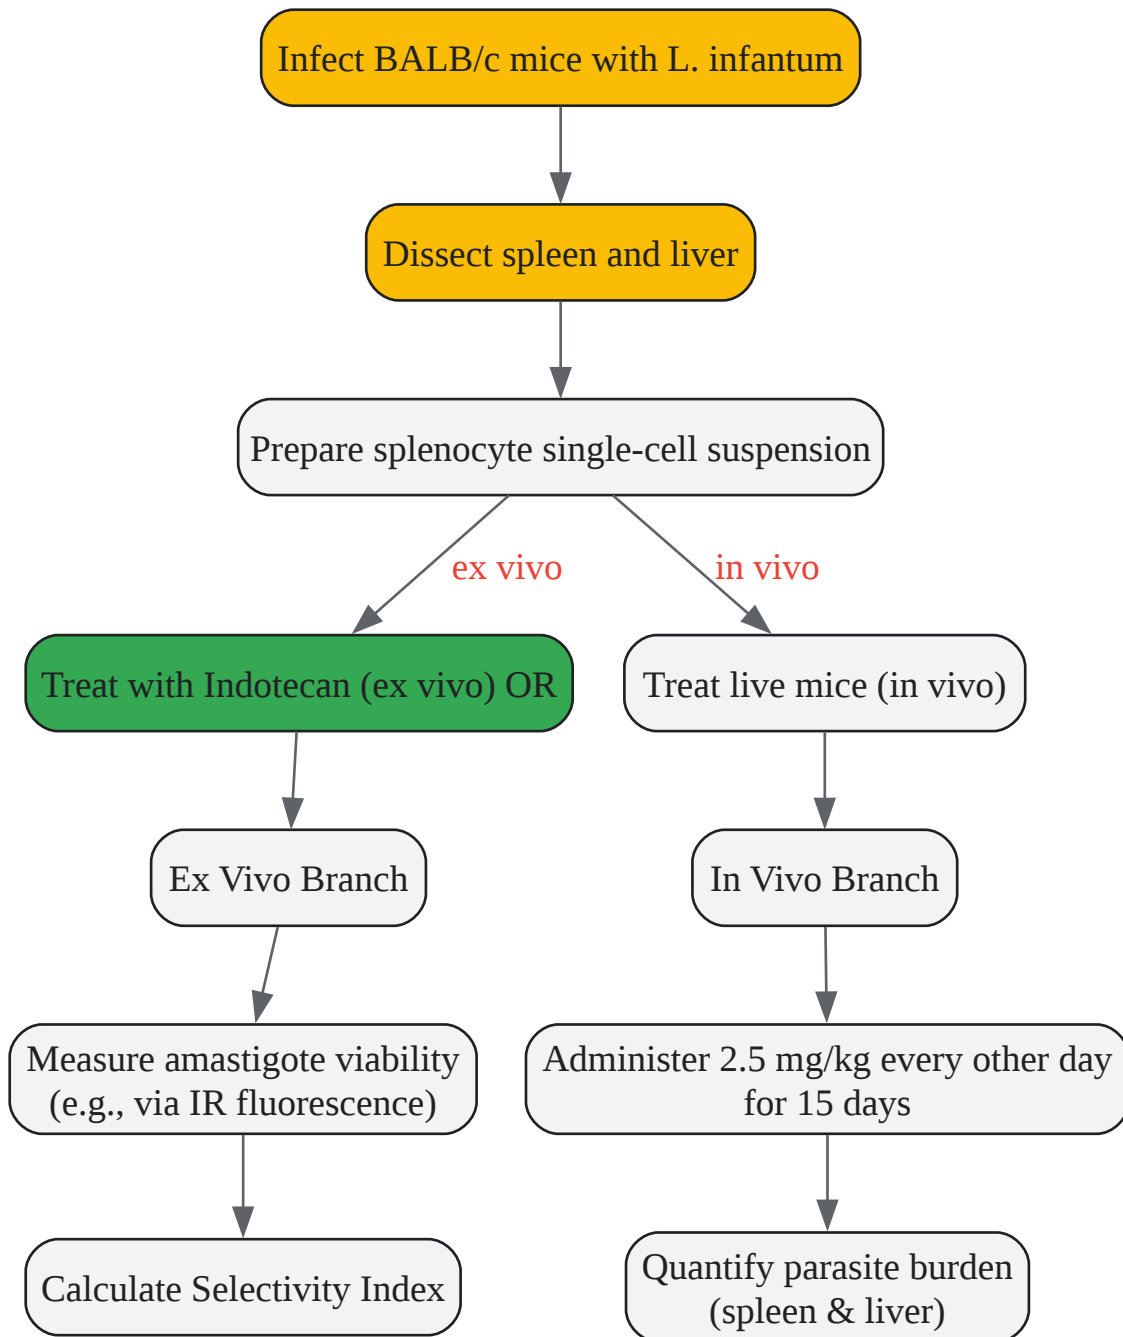 Infect BALB/c mice with L. infantum
Dissect spleen and liver
Prepare splenocyte single-cell suspension
ex vivo
in vivo
Treat with Indotecan (ex vivo) OR
Treat live mice (in vivo)
Ex Vivo Branch
In Vivo Branch
Measure amastigote viability
(e.g., via IR fluorescence)
Administer 2.5 mg/kg every other day
for 15 days
Calculate Selectivity Index
Quantify parasite burden
(spleen & liver)